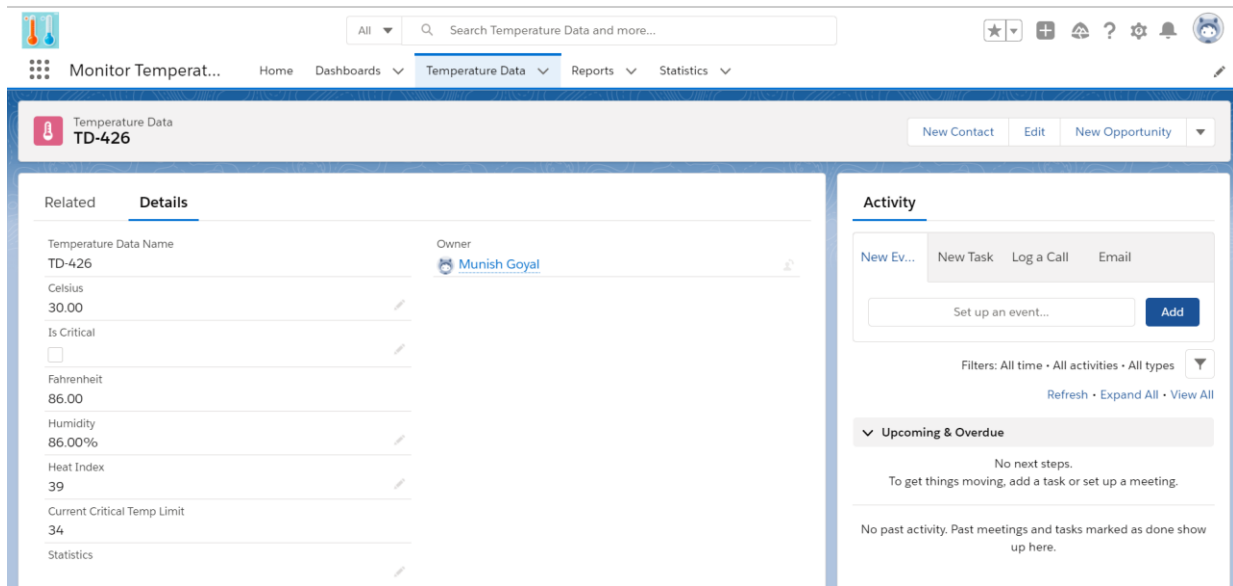 All
Search Temperature Data and more...
Monitor Temperat...
Home
Dashboards
Temperature Data
Reports
Statistics
Temperature Data
TD-426
New Contact
Edit
New Opportunity
Related
Details
Temperature Data Name
TD-426
Celsius
30.00
Is Critical
Fahrenheit
86.00
Humidity
86.00%
Heat Index
39
Current Critical Temp Limit
34
Statistics
Owner
Munish Goyal
Activity
New Ev...
New Task
Log a Call
Email
Set up an event...
Add
Filters: All time • All activities • All types
Refresh • Expand All • View All
Upcoming & Overdue
No next steps.
To get things moving, add a task or set up a meeting.
No past activity. Past meetings and tasks marked as done show
up here.